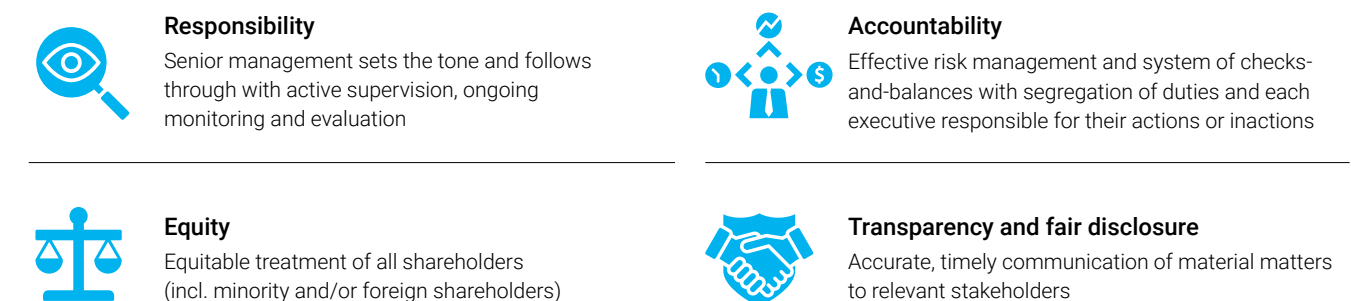 Responsibility
Senior management sets the tone and follows
through with active supervision, ongoing
monitoring and evaluation
Accountability
Effective risk management and system of checks-
and-balances with segregation of duties and each
executive responsible for their actions or inactions
Equity
Equitable treatment of all shareholders
(incl. minority and/or foreign shareholders)
Transparency and fair disclosure
Accurate, timely communication of material matters
to relevant stakeholders
$